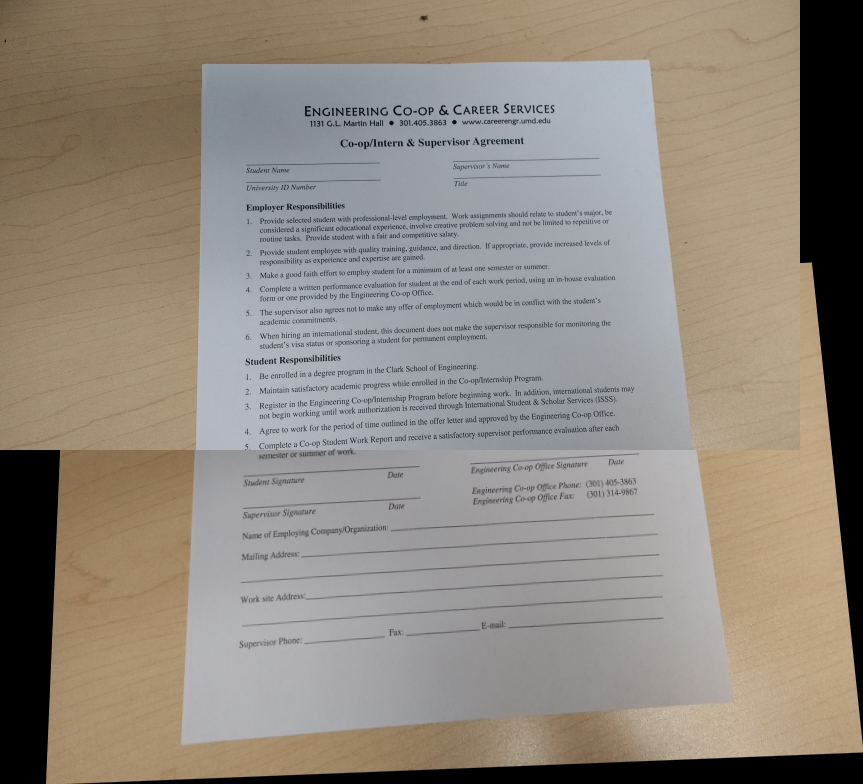 ENGINEERING CO-OP & CAREER SERVICES
1131 G.L. Martin Hall ● 301.405.3863 ● www.careerengr.umd.edu
Co-op/Intern & Supervisor Agreement
Student Name Supervisor's Name
University ID Number Title
Employer Responsibilities
1. Provide selected student with professional-level employment. Work assignments should relate to student's major, be
considered a significant educational experience, involve creative problem solving and not be limited to repetitive or
routine tasks. Provide student with a fair and competitive salary.
2. Provide student employee with quality training, guidance, and direction. If appropriate, provide increased levels of
responsibility as experience and expertise are gained.
3. Make a good faith effort to employ student for a minimum of at least one semester or summer.
4. Complete a written performance evaluation for student at the end of each work period, using an in-house evaluation
form or one provided by the Engineering Co-op Office.
5. The supervisor also agrees not to make any offer of employment which would be in conflict with the student's
academic commitments.
6. When hiring an international student, this document does not make the supervisor responsible for monitoring the
student's visa status or sponsoring a student for permanent employment.
Student Responsibilities
1. Be enrolled in a degree program in the Clark School of Engineering.
2. Maintain satisfactory academic progress while enrolled in the Co-op/Internship Program.
3. Register in the Engineering Co-op/Internship Program before beginning work. In addition, international students may
not begin working until work authorization is received through International Student & Scholar Services (ISSS).
4. Agree to work for the period of time outlined in the offer letter and approved by the Engineering Co-op Office.
5. Complete a Co-op Student Work Report and receive a satisfactory supervisor performance evaluation after each
semester or summer of work.
Student Signature Date Engineering Co-op Office Signature Date
Engineering Co-op Office Phone: (301) 405-3863
Engineering Co-op Office Fax: (301) 314-9867
Supervisor Signature Date
Name of Employing Company/Organization:
Mailing Address:
Work site Address:
Supervisor Phone: Fax: E-mail: